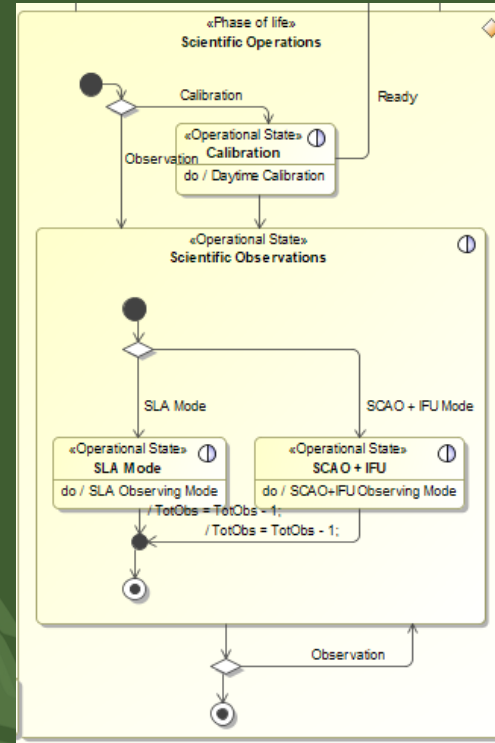 «Phase of life»
Scientific Operations
Calibration
Ready
«Operational State»
Calibration
Observation
do / Daytime Calibration
«Operational State»
Scientific Observations
SLA Mode
SCAO + IFU Mode
«Operational State»
SLA Mode
do / SLA Observing Mode
«Operational State»
SCAO + IFU
do / SCAO+IFU Observing Mode
/ TotObs = TotObs - 1;
/ TotObs = TotObs - 1;
Observation